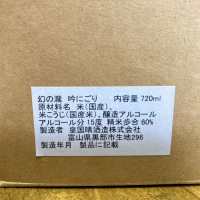 幻の瀧　吟にごり　　内容量 720ml
原材料名　米（国産）、
米こうじ（国産米）、醸造アルコール
アルコール分 15度　精米歩合 60%
製造者　皇国晴酒造株式会社
富山県黒部市生地296
製造年月　製品に記載